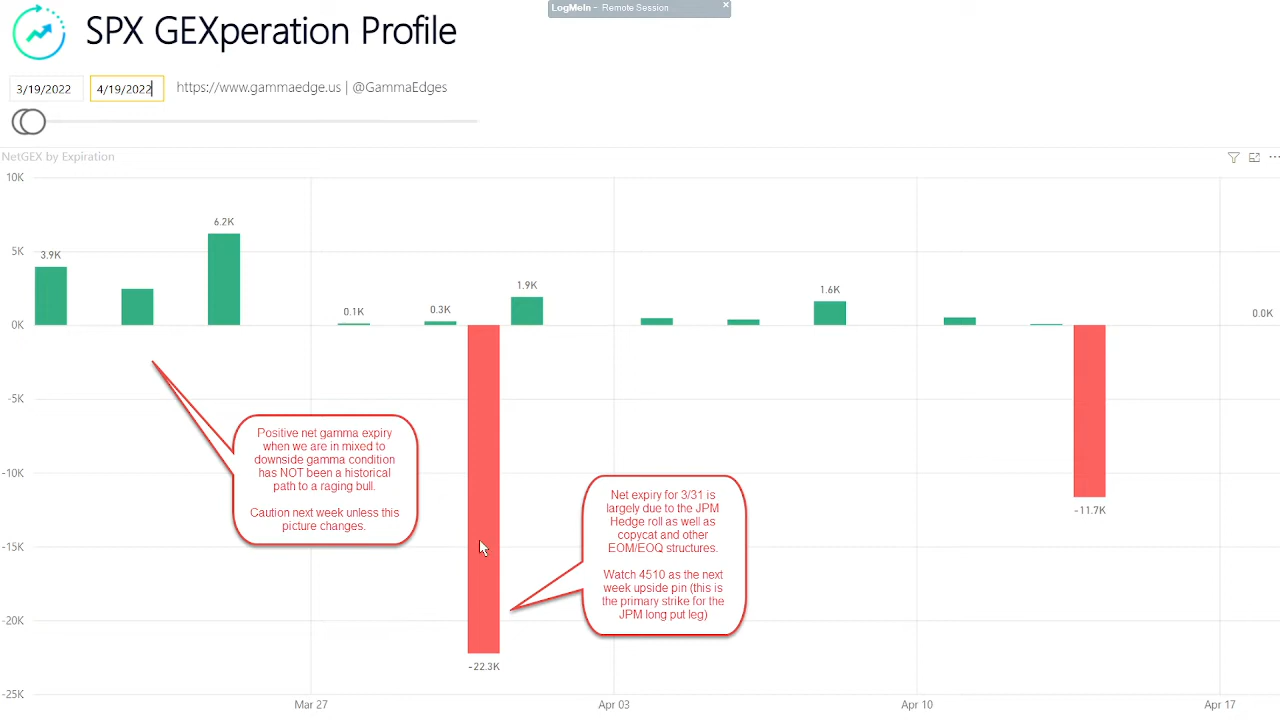 LogMeIn – Remote Session
SPX GEXperation Profile
3/19/2022
4/19/2022
https://www.gammaedge.us | @GammaEdges
NetGEX by Expiration
10K
5K
0K
-5K
-10K
-15K
-20K
-25K
3.9K
6.2K
0.1K
0.3K
1.9K
1.6K
0.0K
-22.3K
-11.7K
Positive net gamma expiry
when we are in mixed to
downside gamma condition
has NOT been a historical
path to a raging bull.
Caution next week unless this
picture changes.
Net expiry for 3/31 is
largely due to the JPM
Hedge roll as well as
copycat and other
EOM/EOQ structures.
Watch 4510 as the next
week upside pin (this is
the primary strike for the
JPM long put leg)
Mar 27
Apr 03
Apr 10
Apr 17